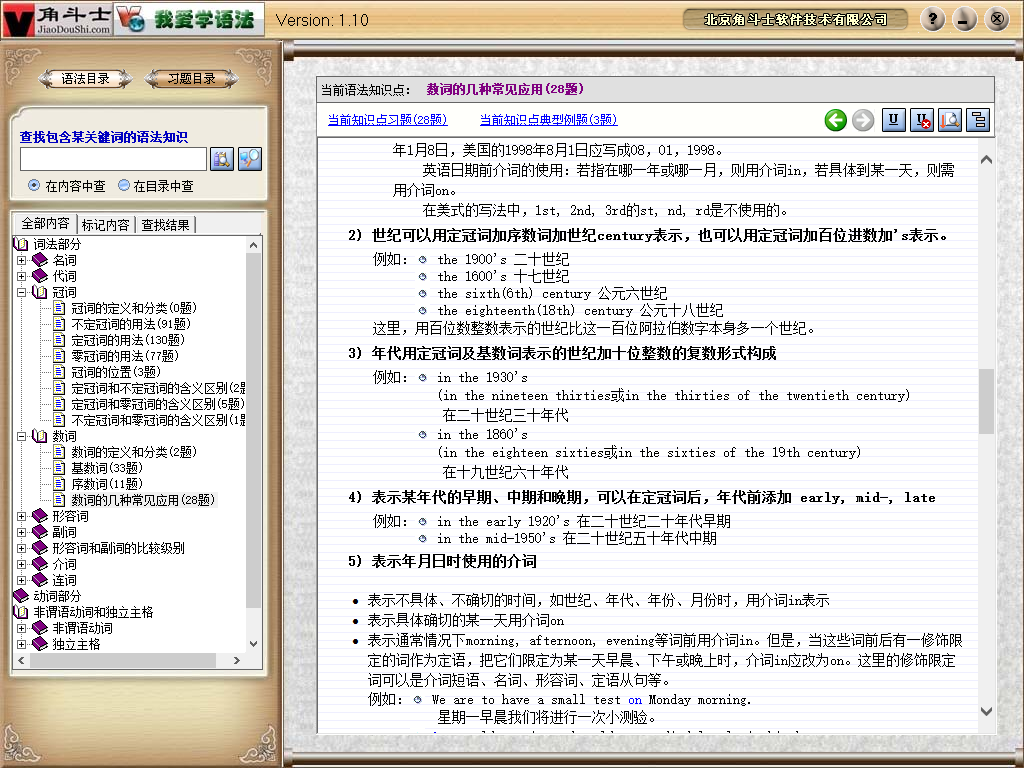 角斗士
JiaoDouShi.com
我爱学语法
Version: 1.10
北京角斗士软件技术有限公司
语法目录
习题目录
查找包含某关键词的语法知识
在内容中查
在目录中查
全部内容
标记内容
查找结果
词法部分
名词
代词
冠词
冠词的定义和分类(0题)
不定冠词的用法(91题)
定冠词的用法(130题)
零冠词的用法(77题)
冠词的位置(3题)
定冠词和不定冠词的含义区别(2题
定冠词和零冠词的含义区别(5题)
不定冠词和零冠词的含义区别(1题
数词
数词的定义和分类(2题)
基数词(33题)
序数词(11题)
数词的几种常见应用(28题)
形容词
副词
形容词和副词的比较级别
介词
连词
动词部分
非谓语动词和独立主格
非谓语动词
独立主格
当前语法知识点： 数词的几种常见应用(28题)
当前知识点习题(28题)
当前知识点典型例题(3题)
年1月8日，美国的1998年8月1日应写成08, 01, 1998。
英语日期前介词的使用：若指在哪一年或哪一月，则用介词in，若具体到某一天，则需
用介词on。
在美式的写法中，1st, 2nd, 3rd的st, nd, rd是不使用的。
2) 世纪可以用定冠词加序数词加世纪century表示，也可以用定冠词加百位进数加's表示。
例如： the 1900's 二十世纪
the 1600's 十七世纪
the sixth(6th) century 公元六世纪
the eighteenth(18th) century 公元十八世纪
这里，用百位数整数表示的世纪比这一百位阿拉伯数字本身多一个世纪。
3) 年代用定冠词及基数词表示的世纪加十位整数的复数形式构成
例如： in the 1930's
(in the nineteen thirties或in the thirties of the twentieth century)
在二十世纪三十年代
in the 1860's
(in the eighteen sixties或in the sixties of the 19th century)
在十九世纪六十年代
4) 表示某年代的早期、中期和晚期，可以在定冠词后，年代前添加 early, mid-, late
例如： in the early 1920's 在二十世纪二十年代早期
in the mid-1950's 在二十世纪五十年代中期
5) 表示年月日时使用的介词
• 表示不具体、不确切的时间，如世纪、年代、年份、月份时，用介词in表示
• 表示具体确切的某一天用介词on
• 表示通常情况下morning, afternoon, evening等词前用介词in。但是，当这些词前后有一修饰限
定的词作为定语，把它们限定为某一天早晨、下午或晚上时，介词in应改为on。这里的修饰限定
词可以是介词短语、名词、形容词、定语从句等。
例如： We are to have a small test on Monday morning.
星期一早晨我们将进行一次小测验。